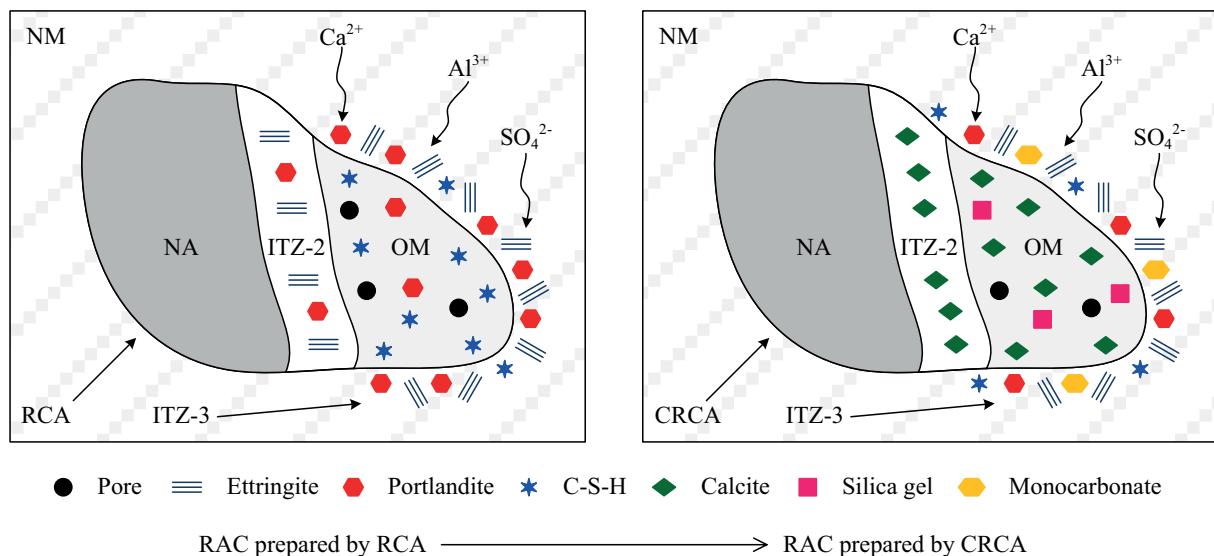 NM
Ca²⁺
Al³⁺
SO₄²⁻
NA
ITZ-2
OM
RCA
ITZ-3
NM
Ca²⁺
Al³⁺
SO₄²⁻
NA
ITZ-2
OM
CRCA
ITZ-3
Pore Ettringite Portlandite C-S-H Calcite Silica gel Monocarbonate
RAC prepared by RCA RAC prepared by CRCA